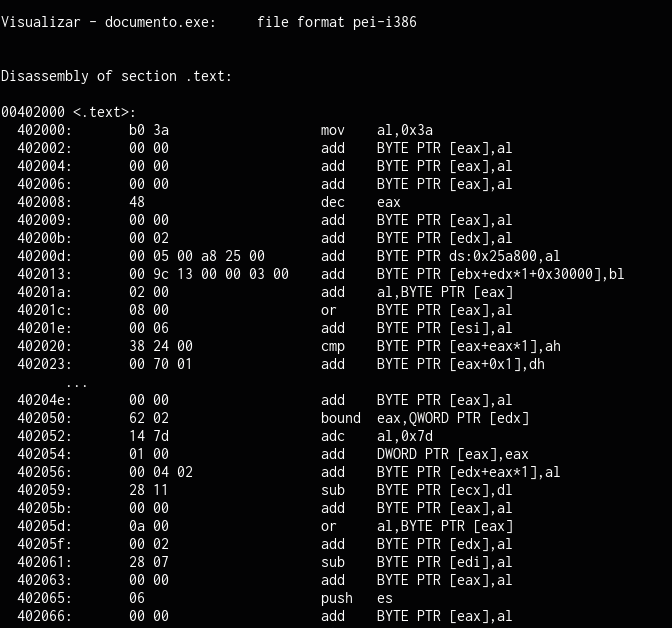 Visualizar - documento.exe:     file format pei-i386
Disassembly of section .text:
00402000 <.text>:
  402000:       b0 3a                   mov    al,0x3a
  402002:       00 00                   add    BYTE PTR [eax],al
  402004:       00 00                   add    BYTE PTR [eax],al
  402006:       00 00                   add    BYTE PTR [eax],al
  402008:       48                      dec    eax
  402009:       00 00                   add    BYTE PTR [eax],al
  40200b:       00 02                   add    BYTE PTR [edx],al
  40200d:       00 05 00 a8 25 00       add    BYTE PTR ds:0x25a800,al
  402013:       00 9c 13 00 00 03 00    add    BYTE PTR [ebx+edx*1+0x30000],bl
  40201a:       02 00                   add    al,BYTE PTR [eax]
  40201c:       08 00                   or     BYTE PTR [eax],al
  40201e:       00 06                   add    BYTE PTR [esi],al
  402020:       38 24 00                cmp    BYTE PTR [eax+eax*1],ah
  402023:       00 70 01                add    BYTE PTR [eax+0x1],dh
        ...
  40204e:       00 00                   add    BYTE PTR [eax],al
  402050:       62 02                   bound  eax,QWORD PTR [edx]
  402052:       14 7d                   adc    al,0x7d
  402054:       01 00                   add    DWORD PTR [eax],eax
  402056:       00 04 02                add    BYTE PTR [edx+eax*1],al
  402059:       28 11                   sub    BYTE PTR [ecx],dl
  40205b:       00 00                   add    BYTE PTR [eax],al
  40205d:       0a 00                   or     al,BYTE PTR [eax]
  40205f:       00 02                   add    BYTE PTR [edx],al
  402061:       28 07                   sub    BYTE PTR [edi],al
  402063:       00 00                   add    BYTE PTR [eax],al
  402065:       06                      push   es
  402066:       00 00                   add    BYTE PTR [eax],al